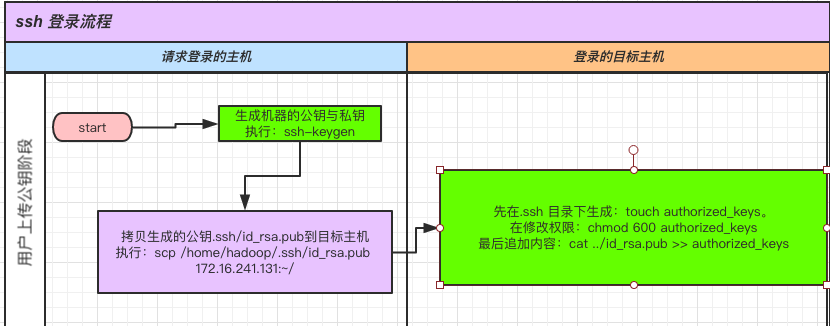 ssh 登录流程
请求登录的主机
登录的目标主机
用户上传公钥阶段
start
生成机器的公钥与私钥
执行：ssh-keygen
拷贝生成的公钥.ssh/id_rsa.pub到目标主机
执行：scp /home/hadoop/.ssh/id_rsa.pub
172.16.241.131:~/
先在.ssh 目录下生成：touch authorized_keys。
在修改权限：chmod 600 authorized_keys
最后追加内容：cat ../id_rsa.pub >> authorized_keys